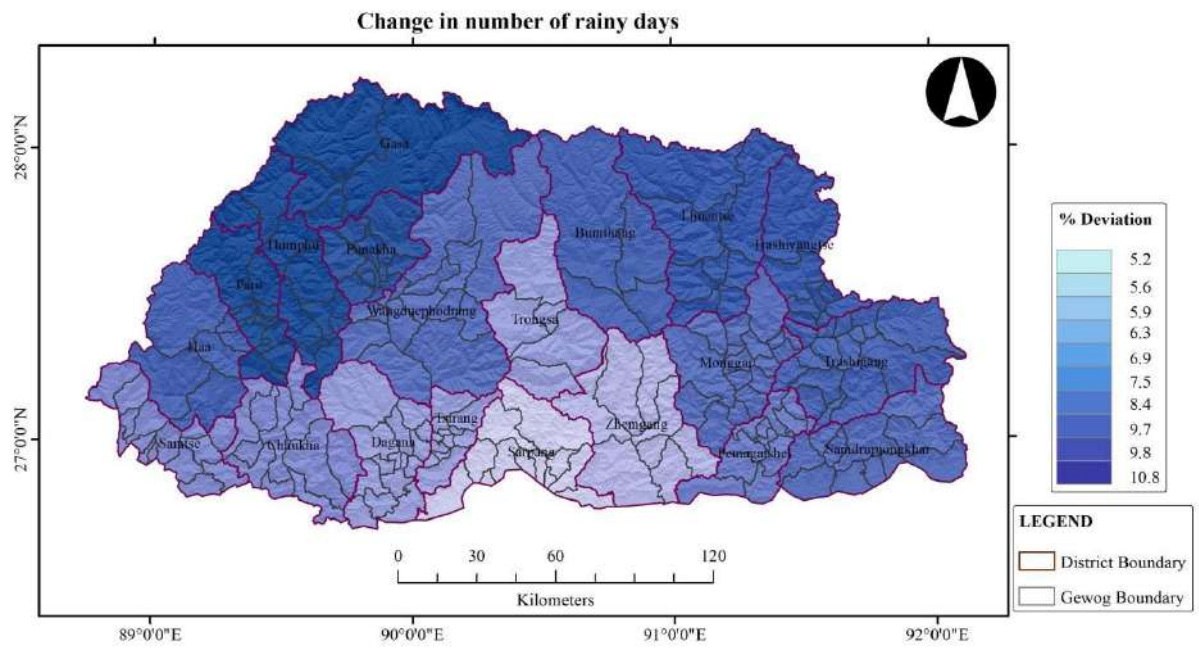 Change in number of rainy days
89°0'0"E
90°0'0"E
91°0'0"E
92°0'0"E
28°0'0"N
27°0'0"N
Gasa
Thimphu
Punakha
Paro
Haa
Wangduephodrang
Bumthang
Lhuntse
Trashiyangtse
Trongsa
Monggar
Trashigang
Samtse
Chhukha
Dagana
Tsirang
Sarpang
Zhemgang
Pemagatshel
Samdrupjongkhar
% Deviation
5.2
5.6
5.9
6.3
6.9
7.5
8.4
9.7
9.8
10.8
LEGEND
District Boundary
Gewog Boundary
0 30 60 120
Kilometers